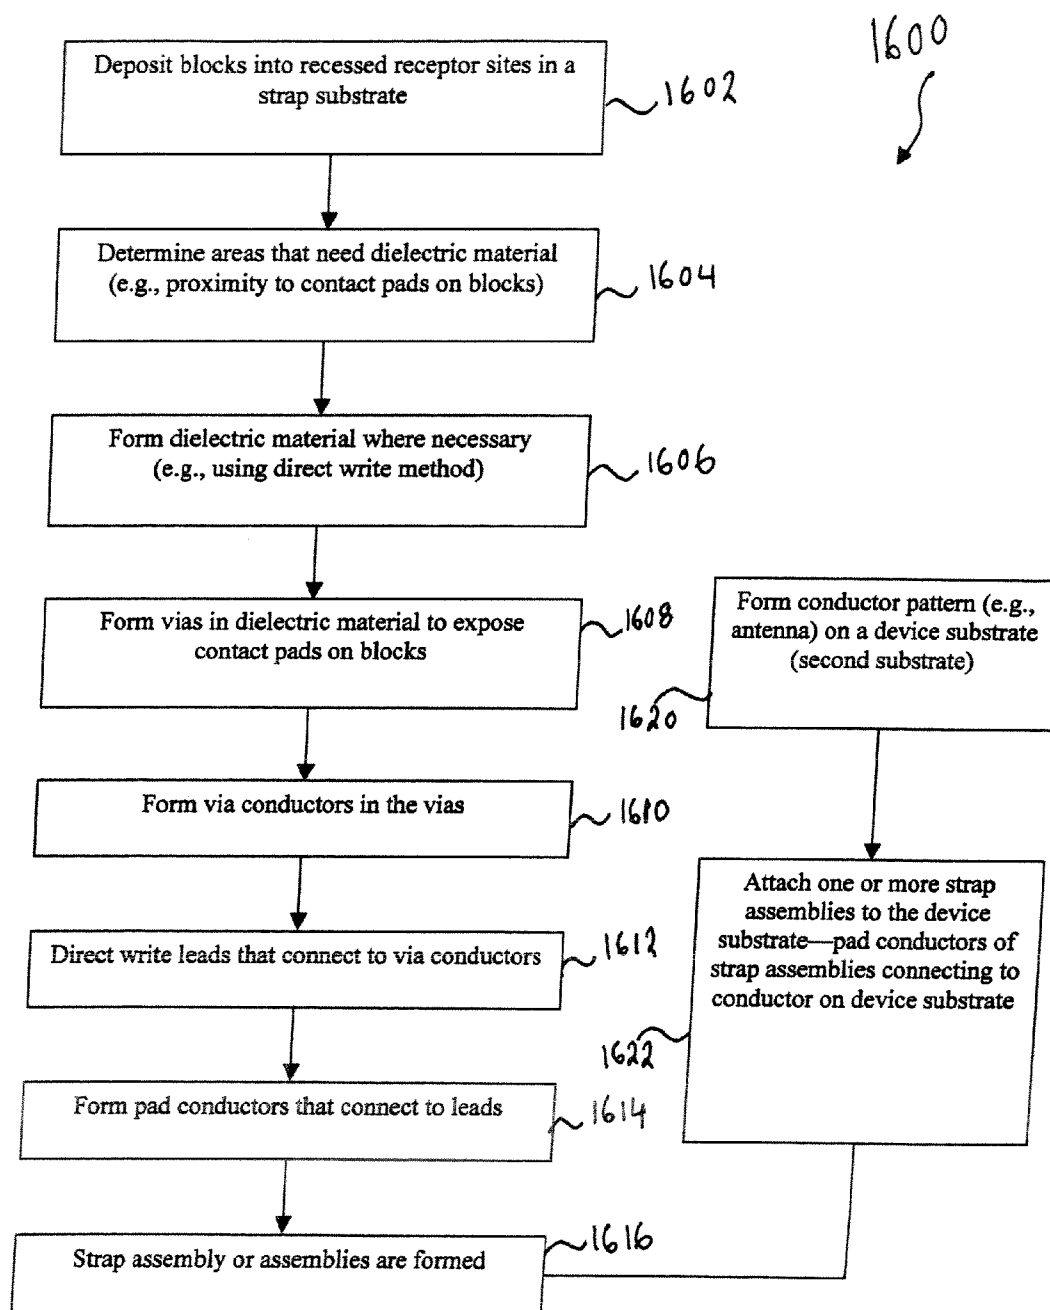 1600
Deposit blocks into recessed receptor sites in a
strap substrate
1602
Determine areas that need dielectric material
(e.g., proximity to contact pads on blocks)
1604
Form dielectric material where necessary
(e.g., using direct write method)
1606
Form vias in dielectric material to expose
contact pads on blocks
1608
Form via conductors in the vias
1610
Direct write leads that connect to via conductors
1612
Form pad conductors that connect to leads
1614
Strap assembly or assemblies are formed
1616
Form conductor pattern (e.g.,
antenna) on a device substrate
(second substrate)
1620
Attach one or more strap
assemblies to the device
substrate—pad conductors of
strap assemblies connecting to
conductor on device substrate
1622